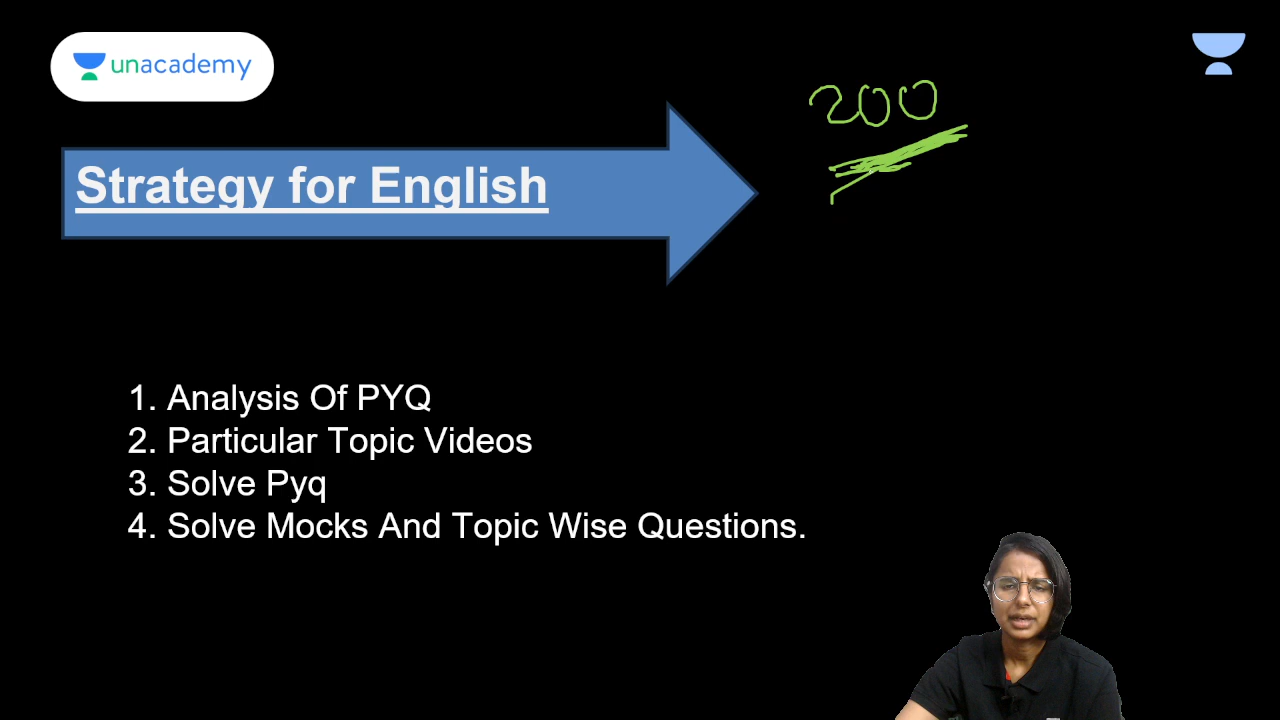 unacademy
200
Strategy for English
1. Analysis Of PYQ
2. Particular Topic Videos
3. Solve Pyq
4. Solve Mocks And Topic Wise Questions.